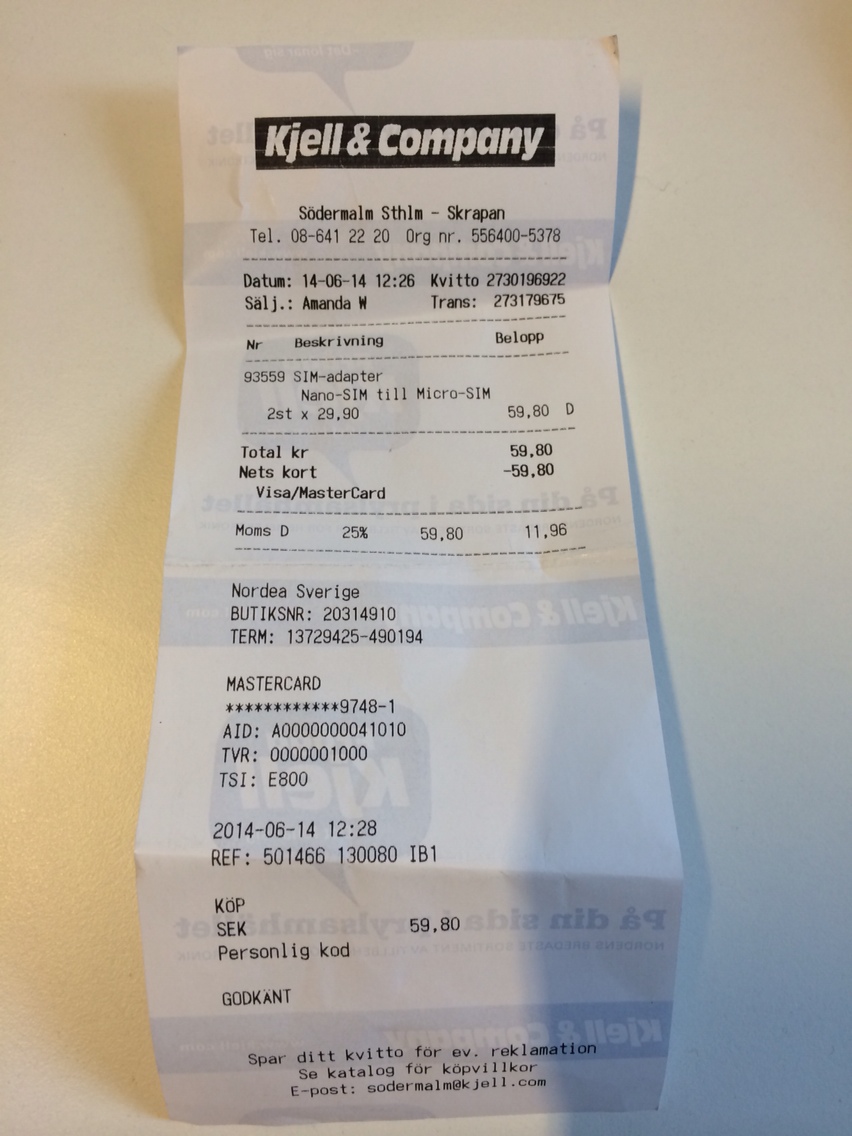 Kjell & Company
Södermalm Sthlm - Skrapan
Tel. 08-641 22 20 Org nr. 556400-5378
Datum: 14-06-14 12:26 Kvitto 2730196922
Sälj.: Amanda W Trans: 273179675
Nr Beskrivning Belopp
93559 SIM-adapter
Nano-SIM till Micro-SIM
2st x 29,90 59,80 D
Total kr 59,80
Nets kort -59,80
Visa/MasterCard
Moms D 25% 59,80 11,96
Nordea Sverige
BUTIKSNR: 20314910
TERM: 13729425-490194
MASTERCARD
************9748-1
AID: A0000000041010
TVR: 0000001000
TSI: E800
2014-06-14 12:28
REF: 501466 130080 IB1
KÖP
SEK 59,80
Personlig kod
GODKÄNT
Spar ditt kvitto för ev. reklamation
Se katalog för köpvillkor
E-post: sodermalm@kjell.com